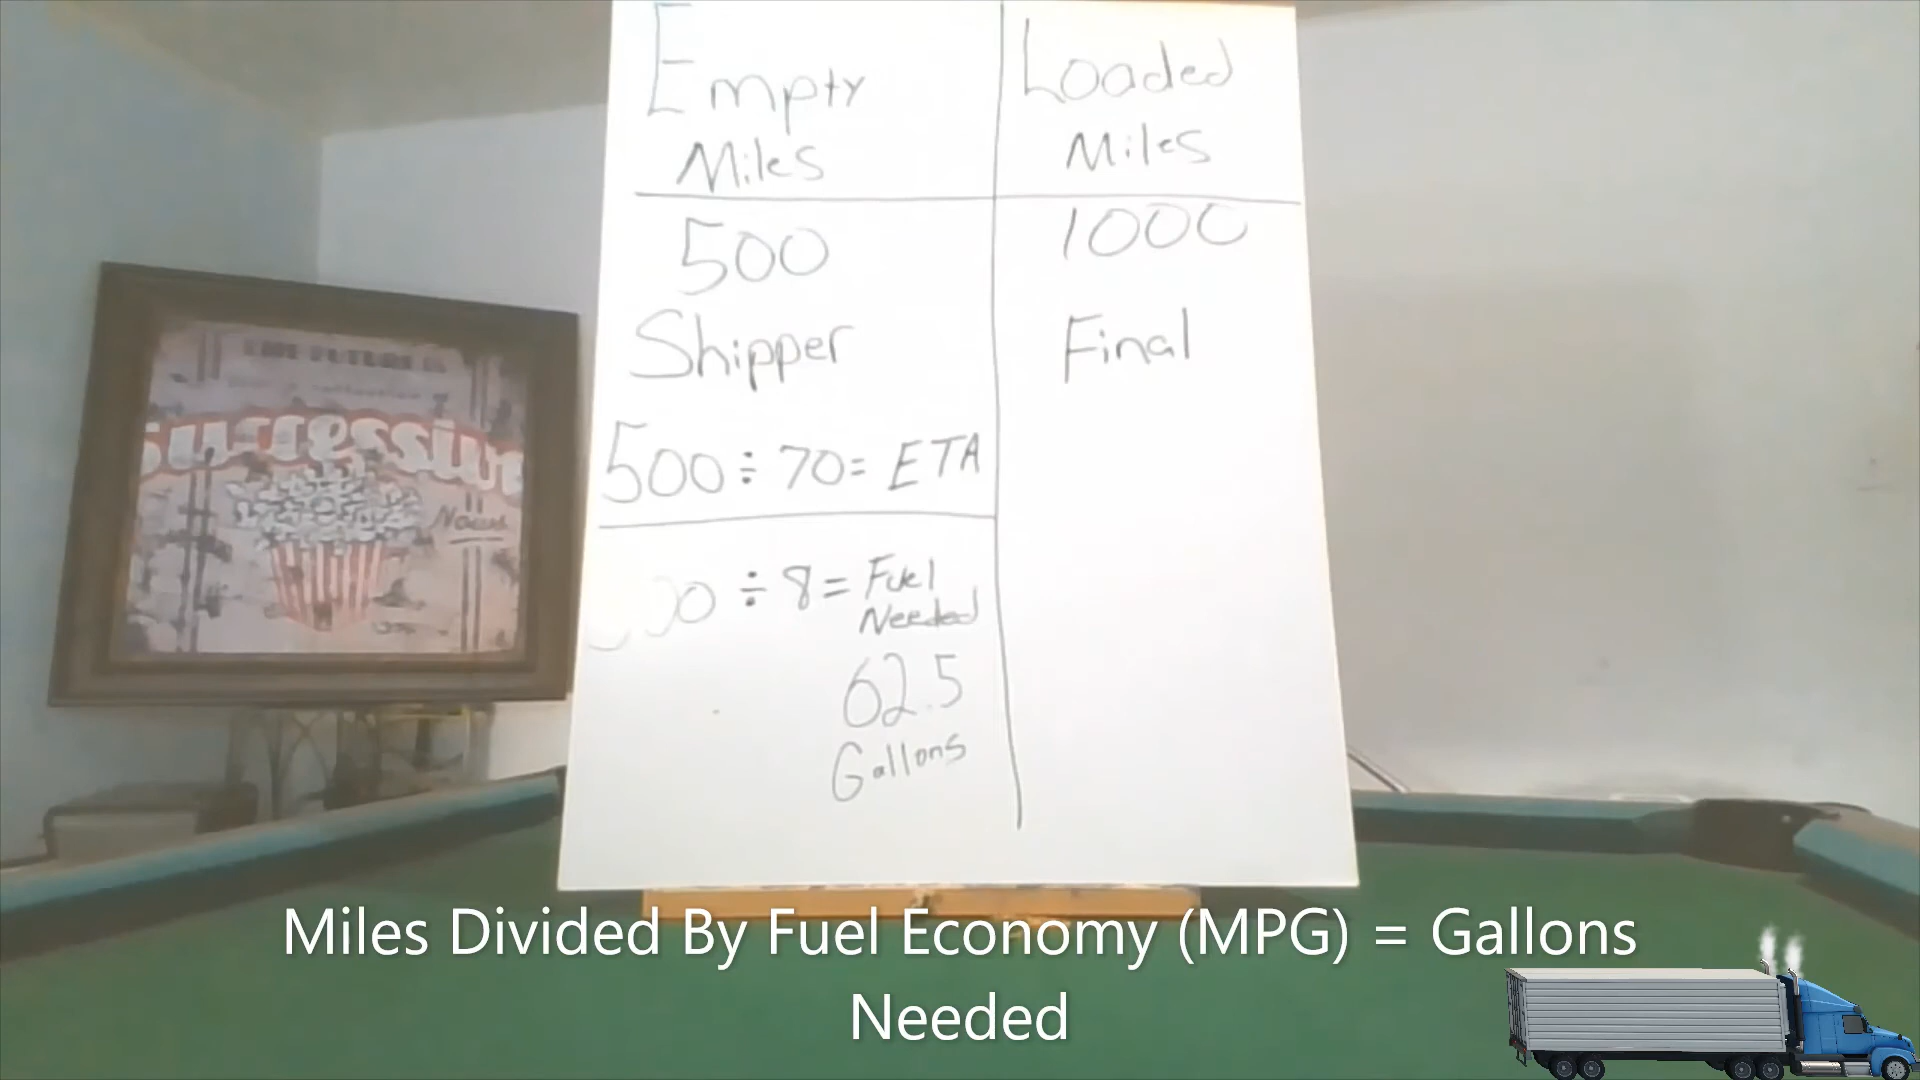 Empty
Miles
500
Shipper
500 ÷ 70 = ETA
÷ 8 = Fuel
Needed
62.5
Gallons
Loaded
Miles
1000
Final
Now
Miles Divided By Fuel Economy (MPG) = Gallons
Needed